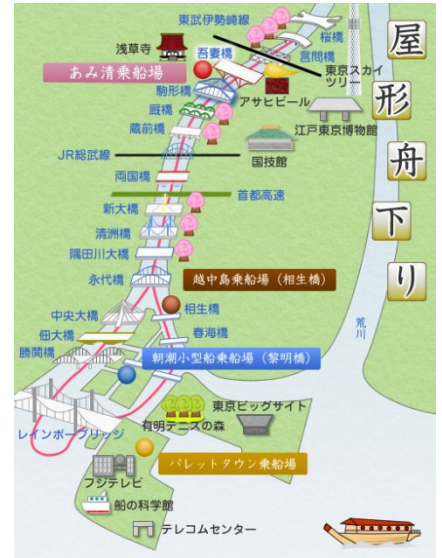 東武伊勢崎線
桜橋
浅草寺
吾妻橋
言問橋
あみ清乗船場
東京スカイ
ツリー
駒形橋
アサヒビール
厩橋
江戸東京博物館
蔵前橋
JR総武線
国技館
両国橋
首都高速
新大橋
清洲橋
隅田川大橋
永代橋
越中島乗船場(相生橋)
中央大橋
相生橋
佃大橋
春海橋
勝鬨橋
朝潮小型船乗船場(黎明橋)
荒川
レインボーブリッジ
有明テニスの森
東京ビッグサイト
パレットタウン乗船場
フジテレビ
船の科学館
テレコムセンター
屋形舟下り